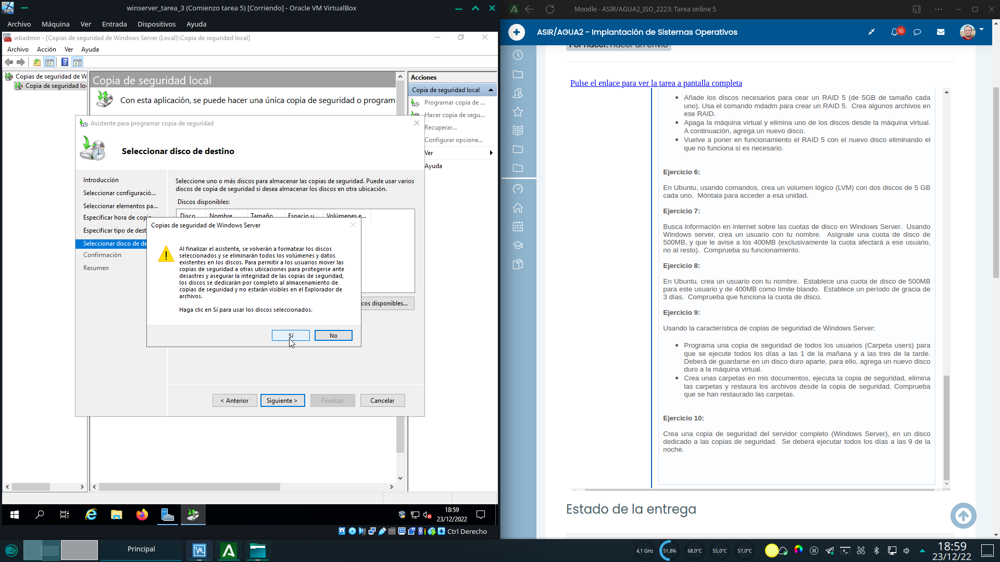 winserver_tarea_3 (Comienzo tarea 5) [Corriendo] - Oracle VM VirtualBox
Archivo Máquina Ver Entrada Dispositivos Ayuda
wbadmin - [Copias de seguridad de Windows Server (Local)\Copia de seguridad local]
Archivo Acción Ver Ayuda
Copias de seguridad de W
Copia de seguridad lo
Copia de seguridad local
Con esta aplicación, se puede hacer una única copia de seguridad o program
Acciones
Copia de seguridad local
Programar copia de ...
Hacer copia de segu...
Recuperar...
Configurar opcione...
Ver
Ayuda
Asistente para programar copia de seguridad
Seleccionar disco de destino
Introducción
Seleccionar configuració...
Seleccionar elementos pa...
Especificar hora de copia
Especificar tipo de dest
Seleccionar disco de de
Confirmación
Resumen
Seleccione uno o más discos para almacenar las copias de seguridad. Puede usar varios
discos de copia de seguridad si desea almacenar los discos en otra ubicación.
Discos disponibles:
Disco Nombre Tamaño Espacio u... Volúmenes e...
cos disponibles...
Copias de seguridad de Windows Server
Al finalizar el asistente, se volverán a formatear los discos
seleccionados y se eliminarán todos los volúmenes y datos
existentes en los discos. Para permitir a los usuarios mover las
copias de seguridad a otras ubicaciones para protegerse ante
desastres y asegurar la integridad de las copias de seguridad,
los discos se dedicarán por completo al almacenamiento de
copias de seguridad y no estarán visibles en el Explorador de
archivos.
Haga clic en Sí para usar los discos seleccionados.
Sí No
< Anterior Siguiente > Finalizar Cancelar
18:59
23/12/2022
Ctrl Derecho
Moodle - ASIR/AGUA2_ISO_2223: Tarea online 5
ASIR/AGUA2 - Implantación de Sistemas Operativos
16
Por hacer: Hacer un envío
Pulse el enlace para ver la tarea a pantalla completa
• Añade los discos necesarios para cear un RAID 5 (de 5GB de tamaño cada
uno). Usa el comando mdadm para crear un RAID 5. Crea algunos archivos en
ese RAID.
• Apaga la máquina virtual y elimina uno de los discos desde la máquina virtual.
A continuación, agrega un nuevo disco.
• Vuelve a poner en funcionamiento el RAID 5 con el nuevo disco eliminando el
que no funciona si es necesario.
Ejercicio 6:
En Ubuntu, usando comandos, crea un volumen lógico (LVM) con dos discos de 5 GB
cada uno. Móntala para acceder a esa unidad.
Ejercicio 7:
Busca información en internet sobre las cuotas de disco en Windows Server. Usando
Windows server, crea un usuario con tu nombre. Asígnale una cuota de disco de
500MB, y que le avise a los 400MB (exclusivamente la cuota afectará a ese usuario,
no al resto). Comprueba su funcionamiento.
Ejercicio 8:
En Ubuntu, crea un usuario con tu nombre. Establece una cuota de disco de 500MB
para este usuario y de 400MB como límite blando. Establece un período de gracia de
3 días. Comprueba que funciona la cuota de disco.
Ejercicio 9:
Usando la característica de copias de seguridad de Windows Server:
• Programa una copia de seguridad de todos los usuarios (Carpeta users) para
que se ejecute todos los días a las 1 de la mañana y a las tres de la tarde.
Deberá de guardarse en un disco duro aparte, para ello, agrega un nuevo disco
duro a la máquina virtual.
• Crea unas carpetas en mis documentos, ejecuta la copia de seguridad, elimina
las carpetas y restaura los archivos desde la copia de seguridad. Comprueba
que se han restaurado las carpetas.
Ejercicio 10:
Crea una copia de seguridad del servidor completo (Windows Server), en un disco
dedicado a las copias de seguridad. Se deberá ejecutar todos los días a las 9 de la
noche.
Estado de la entrega
Principal
4,1 GHz 51,8% 68,0°C 55,0°C 57,0°C
18:59
23/12/22